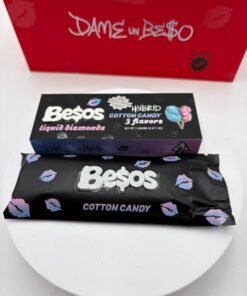 DAME UN BE$O
BE$OS
HYBRID
COTTON CANDY
3 flavors
liquid diamonds
BE$OS
COTTON CANDY